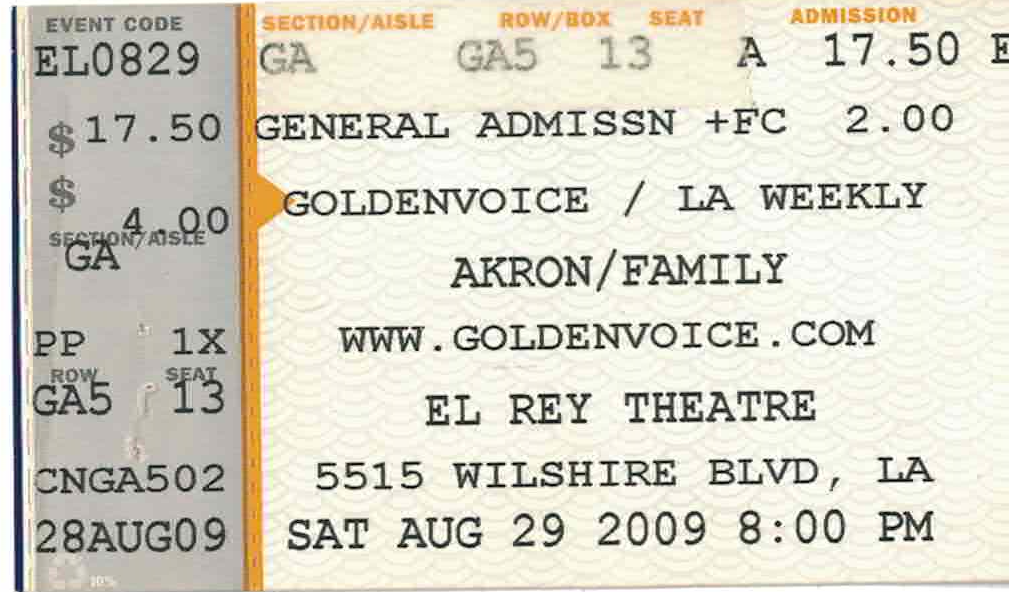 EVENT CODE
EL0829
$ 17.50
$ 4.00
SECTION/AISLE
GA
PP 1X
ROW SEAT
GA5 13
CNGA502
28AUG09
10%
SECTION/AISLE ROW/BOX SEAT ADMISSION
GA GA5 13 A 17.50 E
GENERAL ADMISSN +FC 2.00
GOLDENVOICE / LA WEEKLY
AKRON/FAMILY
WWW.GOLDENVOICE.COM
EL REY THEATRE
5515 WILSHIRE BLVD, LA
SAT AUG 29 2009 8:00 PM